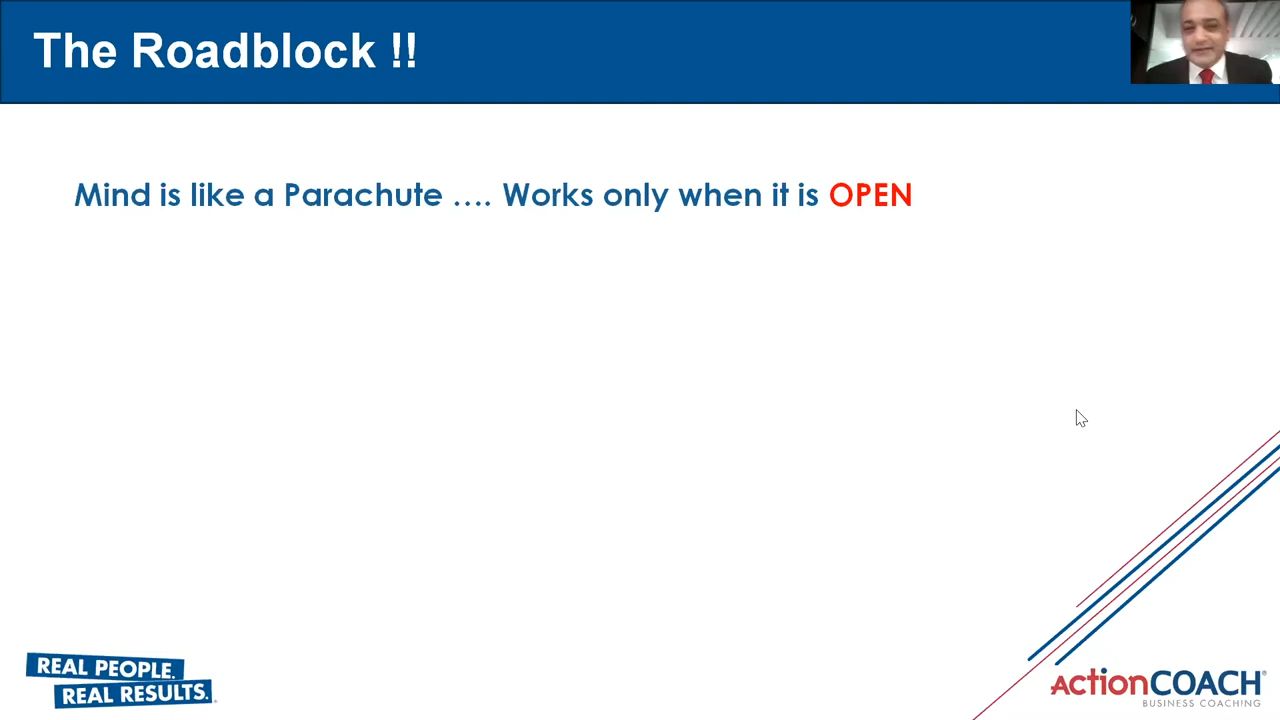 The Roadblock !!
Mind is like a Parachute .... Works only when it is OPEN
REAL PEOPLE.
REAL RESULTS.
ActionCOACH®
BUSINESS COACHING